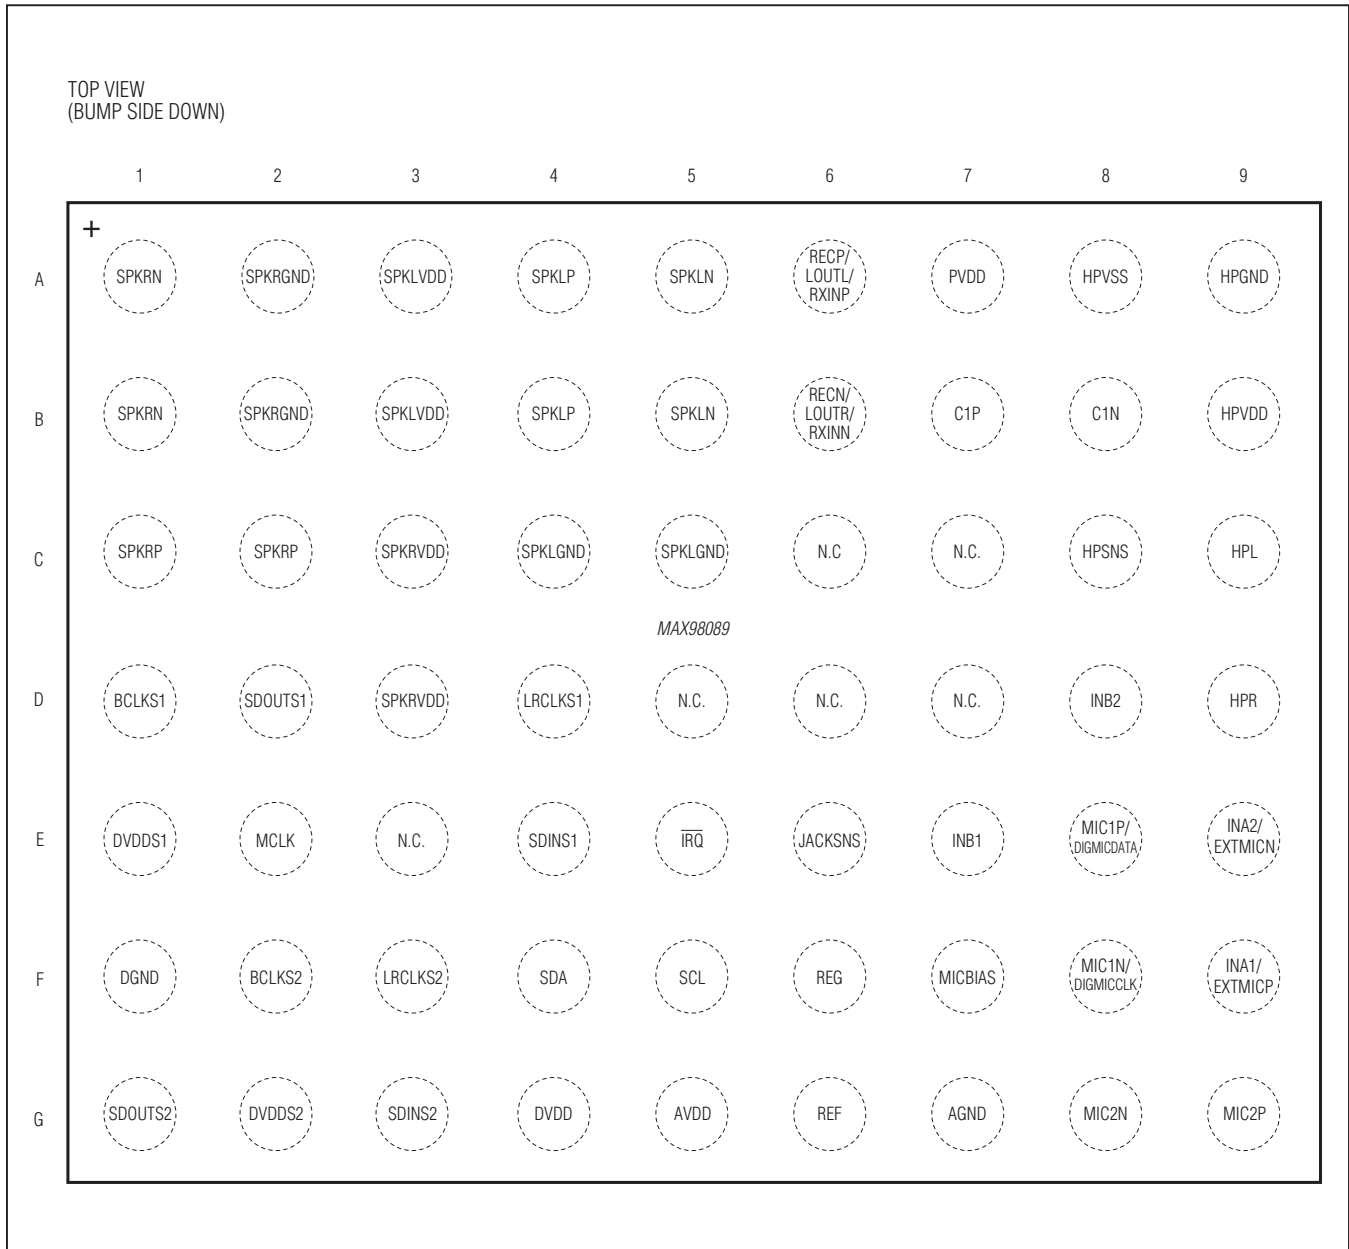 TOP VIEW
(BUMP SIDE DOWN)
1 2 3 4 5 6 7 8 9
+
A SPKRN SPKRGND SPKLVDD SPKLP SPKLN RECP/ LOUTL/ RXINP PVDD HPVSS HPGND
B SPKRN SPKRGND SPKLVDD SPKLP SPKLN RECN/ LOUTR/ RXINN C1P C1N HPVDD
C SPKRP SPKRP SPKRVDD SPKLGND SPKLGND N.C N.C. HPSNS HPL
MAX98089
D BCLKS1 SDOUTS1 SPKRVDD LRCLKS1 N.C. N.C. N.C. INB2 HPR
E DVDDS1 MCLK N.C. SDINS1 I̅R̅Q̅ JACKSNS INB1 MIC1P/ DIGMICDATA INA2/ EXTMICN
F DGND BCLKS2 LRCLKS2 SDA SCL REG MICBIAS MIC1N/ DIGMICCLK INA1/ EXTMICP
G SDOUTS2 DVDDS2 SDINS2 DVDD AVDD REF AGND MIC2N MIC2P